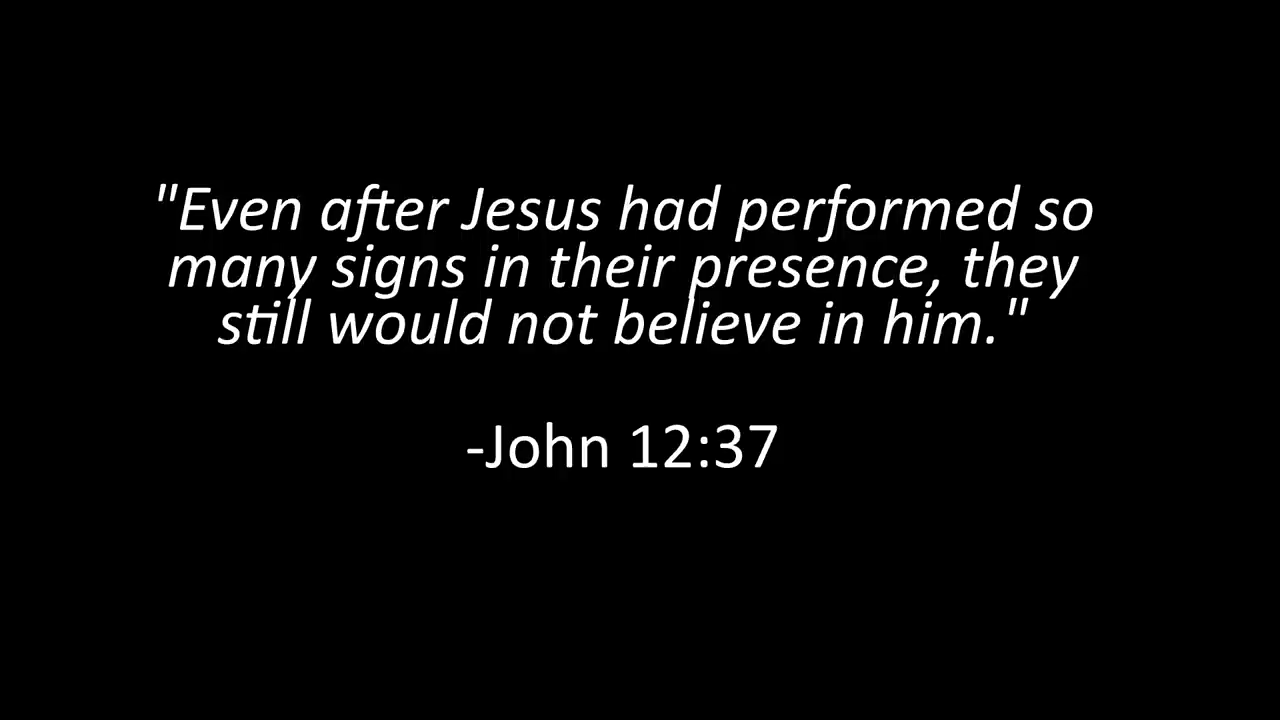 "Even after Jesus had performed so
many signs in their presence, they
still would not believe in him."
-John 12:37